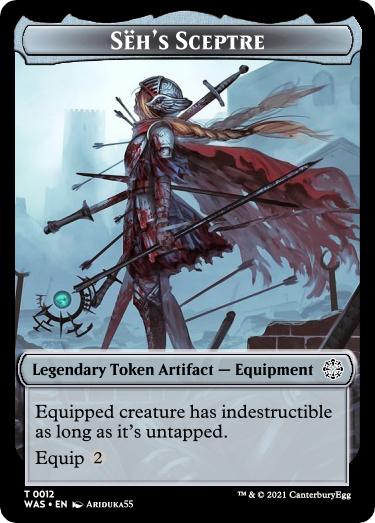 Sëh's Sceptre
Legendary Token Artifact — Equipment
Equipped creature has indestructible
as long as it's untapped.
Equip 2
T 0012
WAS • EN Ariduka55
™ & © 2021 CanterburyEgg